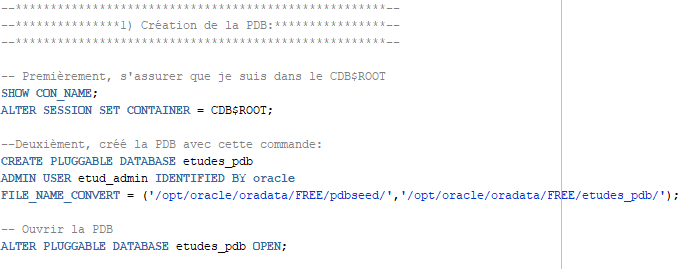 --*****************************************************--
--***************1) Création de la PDB:****************--
--*****************************************************--
-- Premièrement, s'assurer que je suis dans le CDB$ROOT
SHOW CON_NAME;
ALTER SESSION SET CONTAINER = CDB$ROOT;
--Deuxièment, créé la PDB avec cette commande:
CREATE PLUGGABLE DATABASE etudes_pdb
ADMIN USER etud_admin IDENTIFIED BY oracle
FILE_NAME_CONVERT = ('/opt/oracle/oradata/FREE/pdbseed/','/opt/oracle/oradata/FREE/etudes_pdb/');
-- Ouvrir la PDB
ALTER PLUGGABLE DATABASE etudes_pdb OPEN;